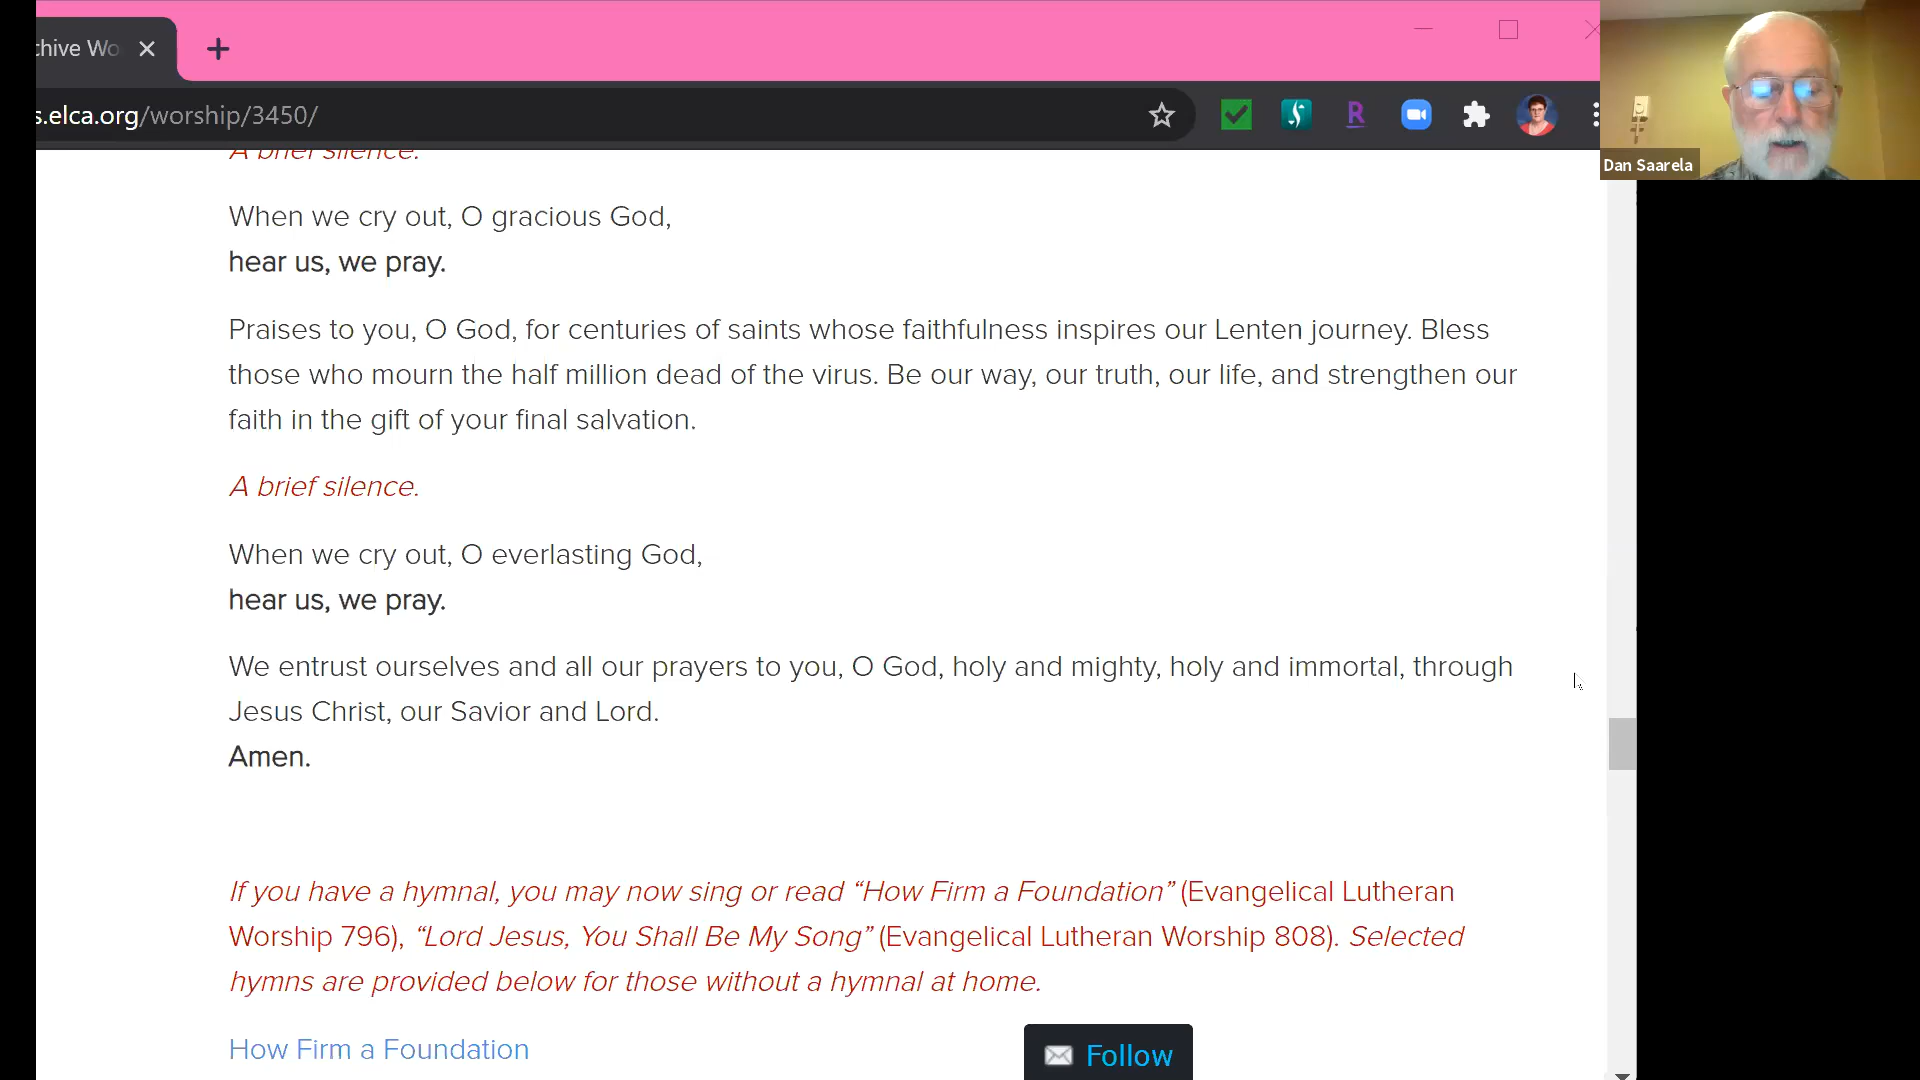 chive Wo
s.elca.org/worship/3450/
Dan Saarela
A brief silence.
When we cry out, O gracious God,
hear us, we pray.
Praises to you, O God, for centuries of saints whose faithfulness inspires our Lenten journey. Bless
those who mourn the half million dead of the virus. Be our way, our truth, our life, and strengthen our
faith in the gift of your final salvation.
A brief silence.
When we cry out, O everlasting God,
hear us, we pray.
We entrust ourselves and all our prayers to you, O God, holy and mighty, holy and immortal, through
Jesus Christ, our Savior and Lord.
Amen.
If you have a hymnal, you may now sing or read “How Firm a Foundation” (Evangelical Lutheran
Worship 796), “Lord Jesus, You Shall Be My Song” (Evangelical Lutheran Worship 808). Selected
hymns are provided below for those without a hymnal at home.
How Firm a Foundation
Follow